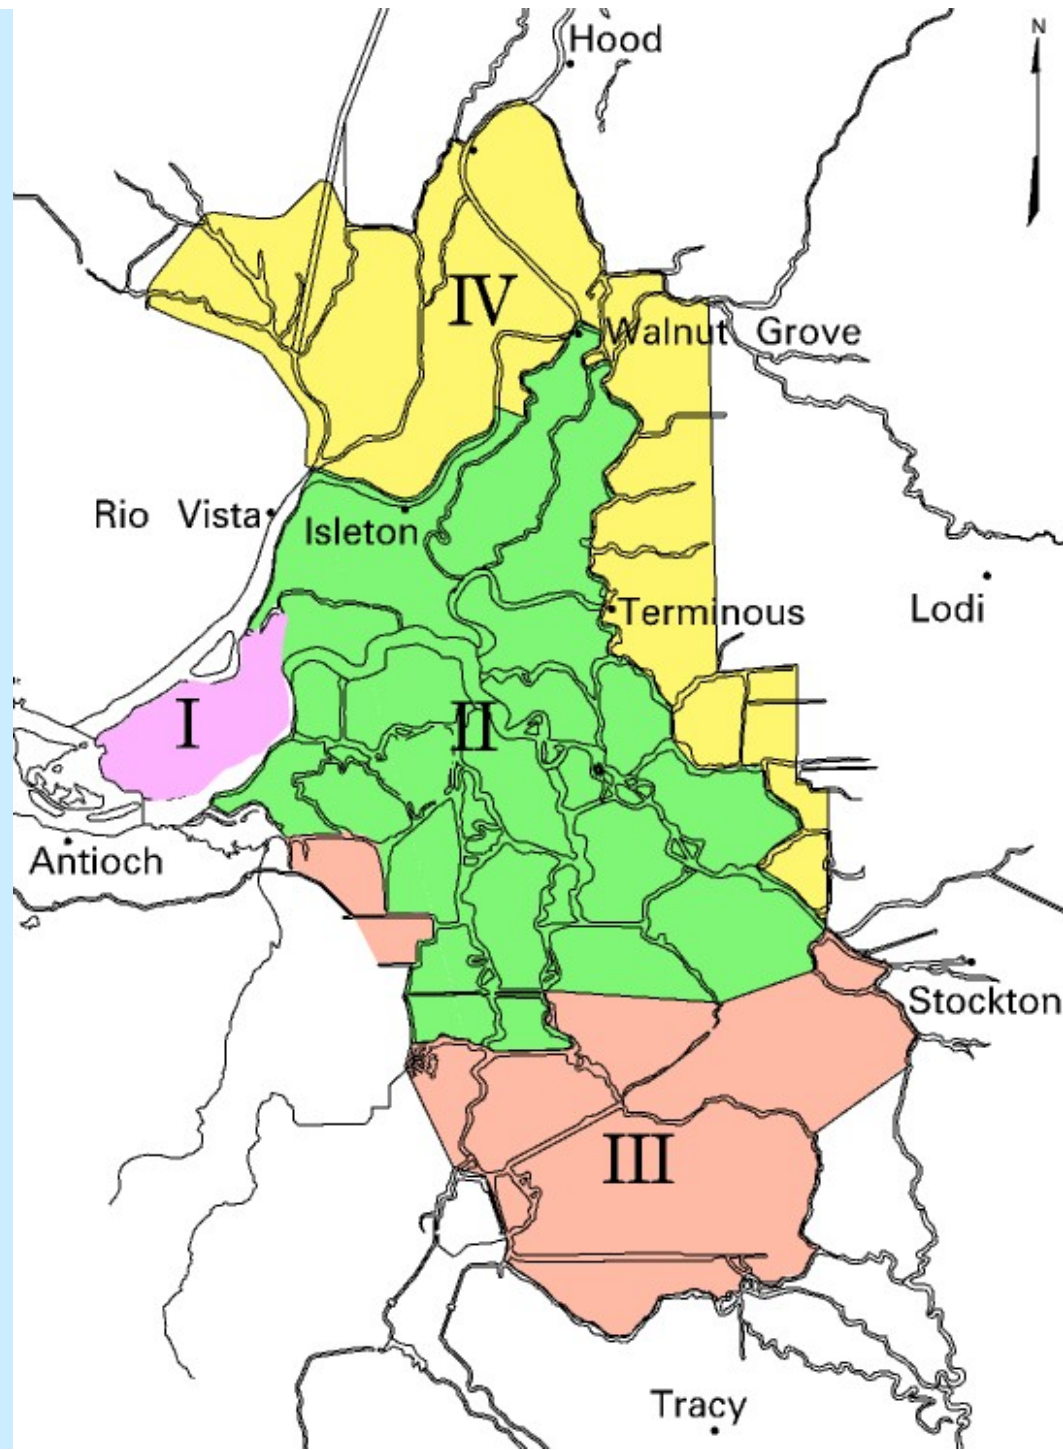 Hood
N
IV
Walnut Grove
Rio Vista
Isleton
Terminous
Lodi
I
II
Antioch
Stockton
III
Tracy